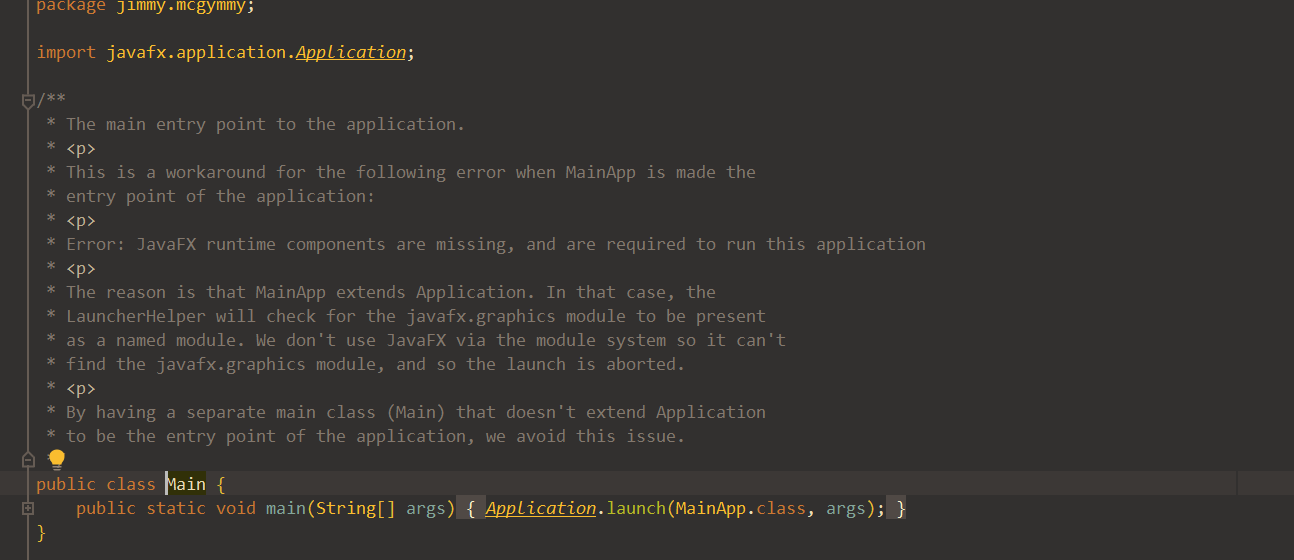 package jimmy.mcgymmy;
import javafx.application.Application;
/**
* The main entry point to the application.
* <p>
* This is a workaround for the following error when MainApp is made the
* entry point of the application:
* <p>
* Error: JavaFX runtime components are missing, and are required to run this application
* <p>
* The reason is that MainApp extends Application. In that case, the
* LauncherHelper will check for the javafx.graphics module to be present
* as a named module. We don't use JavaFX via the module system so it can't
* find the javafx.graphics module, and so the launch is aborted.
* <p>
* By having a separate main class (Main) that doesn't extend Application
* to be the entry point of the application, we avoid this issue.
public class Main {
public static void main(String[] args) { Application.launch(MainApp.class, args); }
}